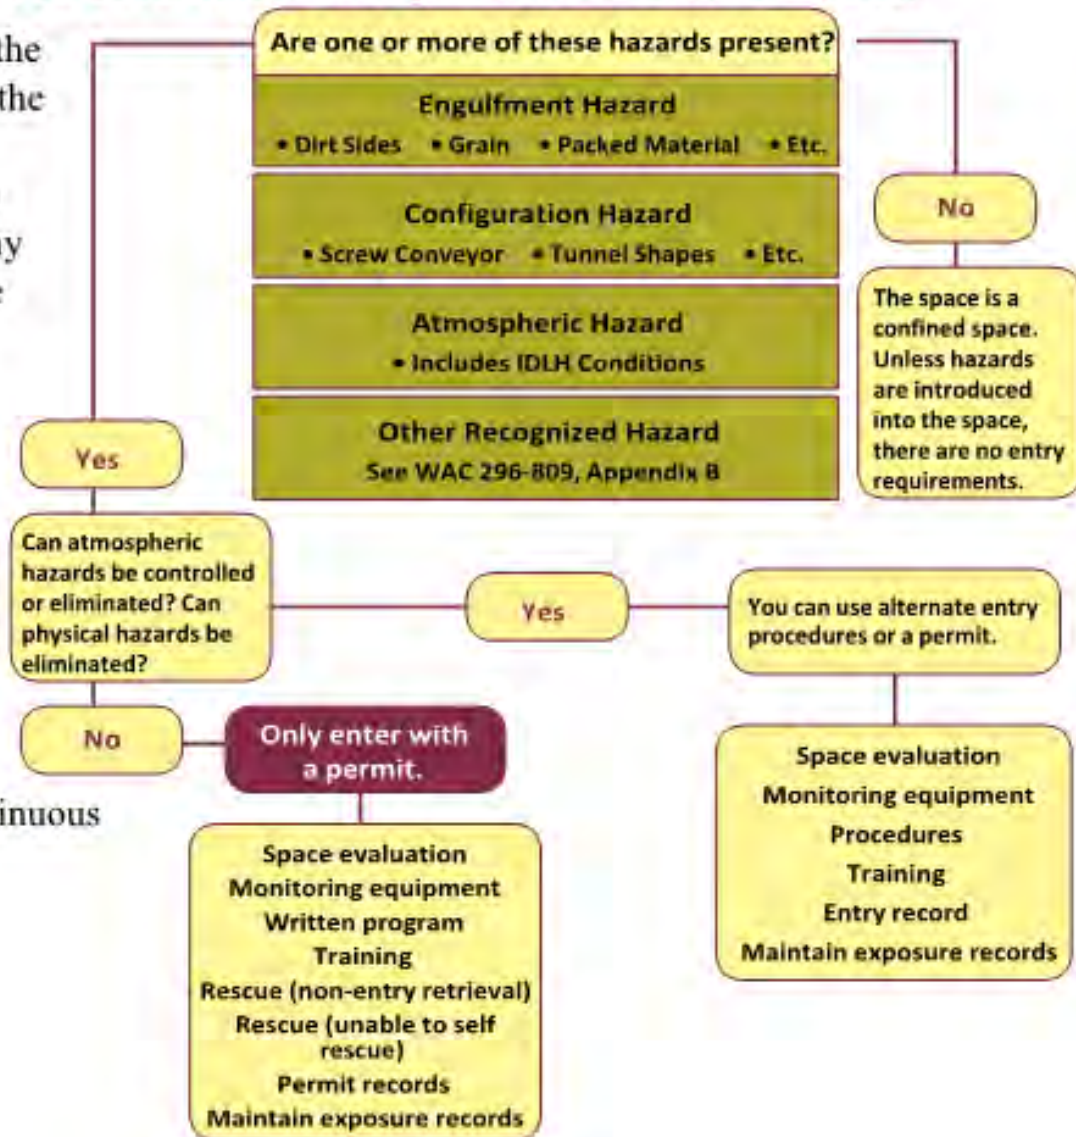 the
the
Are one or more of these hazards present?
Engulfment Hazard
• Dirt Sides • Grain • Packed Material • Etc.
Configuration Hazard
• Screw Conveyor • Tunnel Shapes • Etc.
Atmospheric Hazard
• Includes IDLH Conditions
Other Recognized Hazard
See WAC 296-809, Appendix B
No
The space is a
confined space.
Unless hazards
are introduced
into the space,
there are no entry
requirements.
Yes
Can atmospheric
hazards be controlled
or eliminated? Can
physical hazards be
eliminated?
Yes
You can use alternate entry
procedures or a permit.
Space evaluation
Monitoring equipment
Procedures
Training
Entry record
Maintain exposure records
No
Only enter with
a permit.
Space evaluation
Monitoring equipment
Written program
Training
Rescue (non-entry retrieval)
Rescue (unable to self
rescue)
Permit records
Maintain exposure records